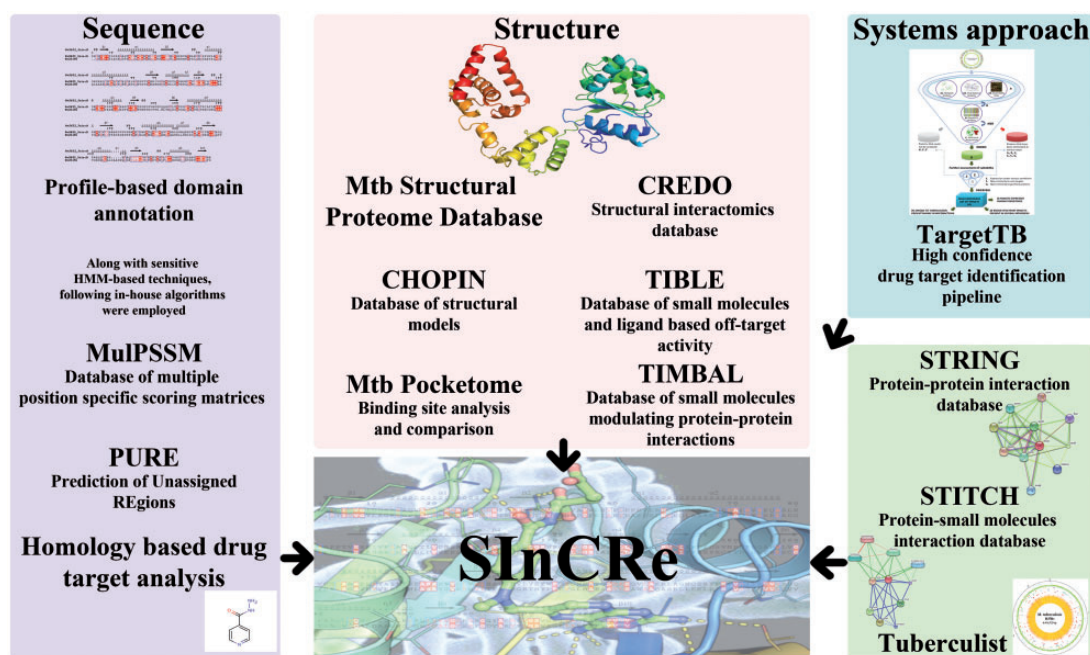 Sequence
Profile-based domain
annotation
Along with sensitive
HMM-based techniques,
following in-house algorithms
were employed
MulPSSM
Database of multiple
position specific scoring matrices
PURE
Prediction of Unassigned
REgions
Homology based drug
target analysis
Structure
Mtb Structural
Proteome Database
CREDO
Structural interactomics
database
CHOPIN
Database of structural
models
TIBLE
Database of small molecules
and ligand based off-target
activity
Mtb Pocketome
Binding site analysis
and comparison
TIMBAL
Database of small molecules
modulating protein-protein
interactions
SInCRe
Systems approach
TargetTB
High confidence
drug target identification
pipeline
STRING
Protein-protein interaction
database
STITCH
Protein-small molecules
interaction database
Tuberculist